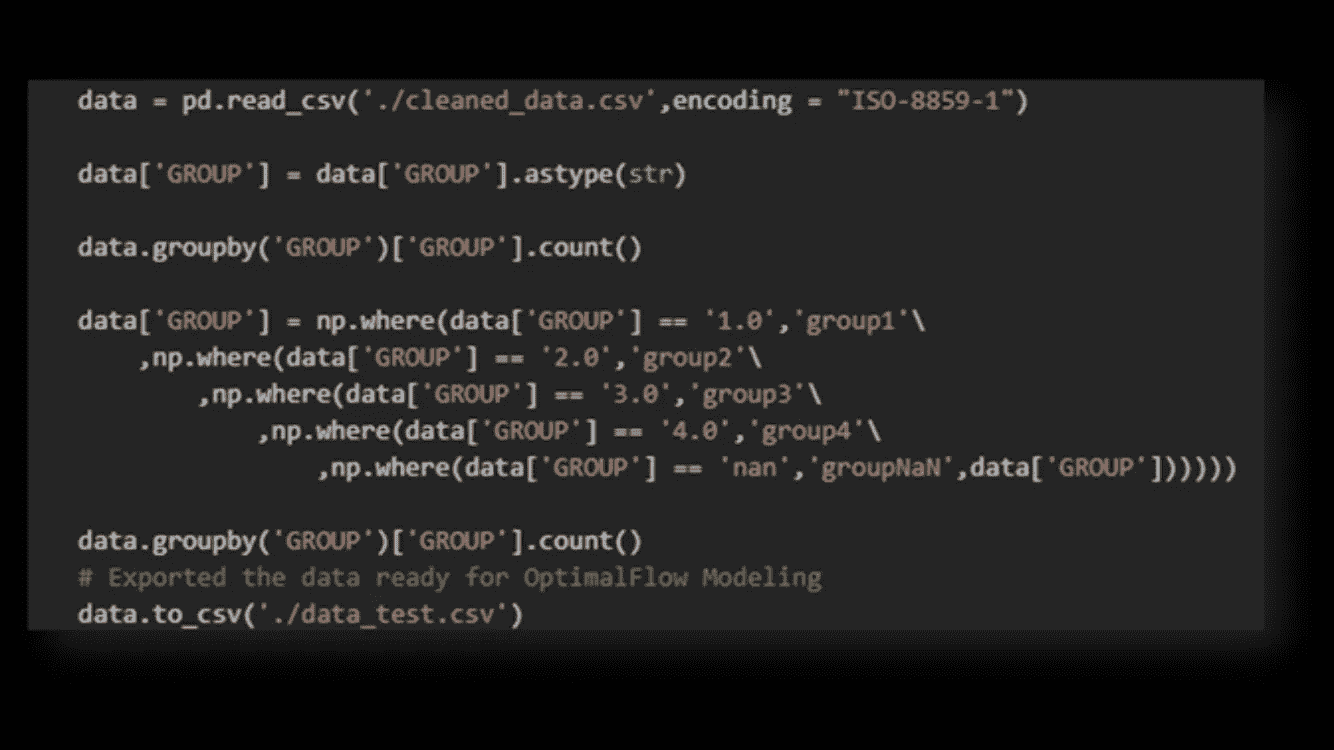 data = pd.read_csv('./cleaned_data.csv',encoding = "ISO-8859-1")
data['GROUP'] = data['GROUP'].astype(str)
data.groupby('GROUP')['GROUP'].count()
data['GROUP'] = np.where(data['GROUP'] == '1.0','group1'\
,np.where(data['GROUP'] == '2.0','group2'\
,np.where(data['GROUP'] == '3.0','group3'\
,np.where(data['GROUP'] == '4.0','group4'\
,np.where(data['GROUP'] == 'nan','groupNaN',data['GROUP'])))))
data.groupby('GROUP')['GROUP'].count()
# Exported the data ready for OptimalFlow Modeling
data.to_csv('./data_test.csv')